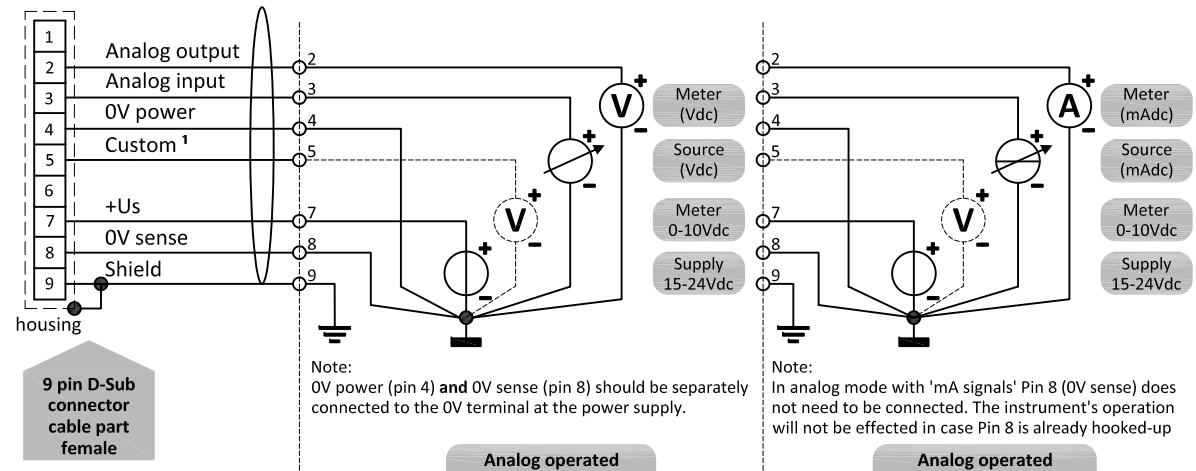 1
2
3
4
5
6
7
8
9
Analog output
Analog input
0V power
Custom ¹
+Us
0V sense
Shield
housing
9 pin D-Sub
connector
cable part
female
2
3
4
5
7
8
9
V
+
-
+
-
V
+
-
+
-
Meter
(Vdc)
Source
(Vdc)
Meter
0-10Vdc
Supply
15-24Vdc
Note:
0V power (pin 4) and 0V sense (pin 8) should be separately
connected to the 0V terminal at the power supply.
Analog operated
2
3
4
5
7
8
9
A
+
-
+
-
V
+
-
+
-
Meter
(mAdc)
Source
(mAdc)
Meter
0-10Vdc
Supply
15-24Vdc
Note:
In analog mode with 'mA signals' Pin 8 (0V sense) does
not need to be connected. The instrument's operation
will not be effected in case Pin 8 is already hooked-up
Analog operated